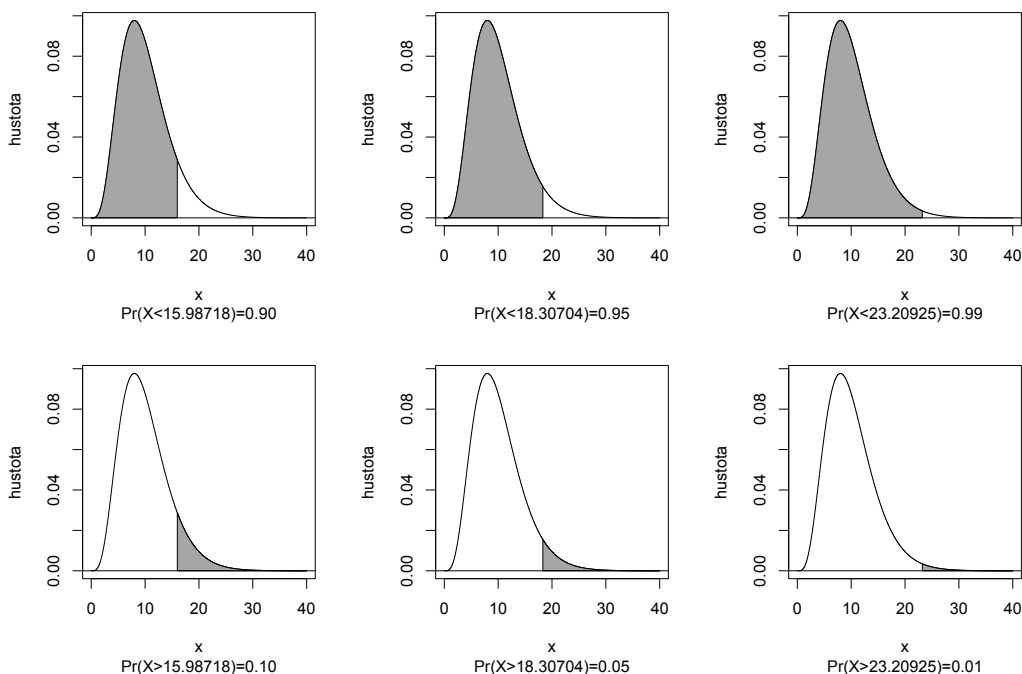 hustota
0.00 0.04 0.08
0 10 20 30 40
x
Pr(X<15.98718)=0.90
hustota
0.00 0.04 0.08
0 10 20 30 40
x
Pr(X<18.30704)=0.95
hustota
0.00 0.04 0.08
0 10 20 30 40
x
Pr(X<23.20925)=0.99
hustota
0.00 0.04 0.08
0 10 20 30 40
x
Pr(X>15.98718)=0.10
hustota
0.00 0.04 0.08
0 10 20 30 40
x
Pr(X>18.30704)=0.05
hustota
0.00 0.04 0.08
0 10 20 30 40
x
Pr(X>23.20925)=0.01